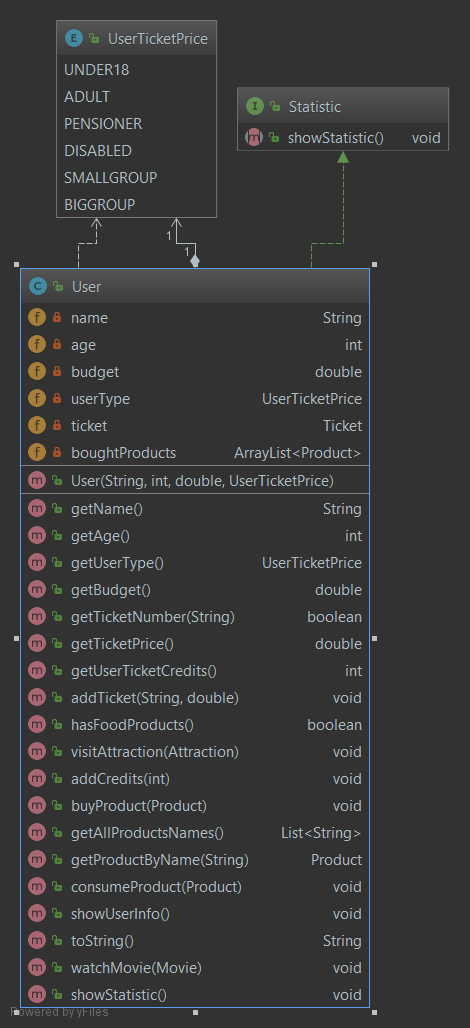 E UserTicketPrice
UNDER18
ADULT
PENSIONER
DISABLED
SMALLGROUP
BIGGROUP
I Statistic
m showStatistic() void
1
1
C User
f name String
f age int
f budget double
f userType UserTicketPrice
f ticket Ticket
f boughtProducts ArrayList<Product>
m User(String, int, double, UserTicketPrice)
m getName() String
m getAge() int
m getUserType() UserTicketPrice
m getBudget() double
m getTicketNumber(String) boolean
m getTicketPrice() double
m getUserTicketCredits() int
m addTicket(String, double) void
m hasFoodProducts() boolean
m visitAttraction(Attraction) void
m addCredits(int) void
m buyProduct(Product) void
m getAllProductsNames() List<String>
m getProductByName(String) Product
m consumeProduct(Product) void
m showUserInfo() void
m toString() String
m watchMovie(Movie) void
m showStatistic() void
Powered by yFiles